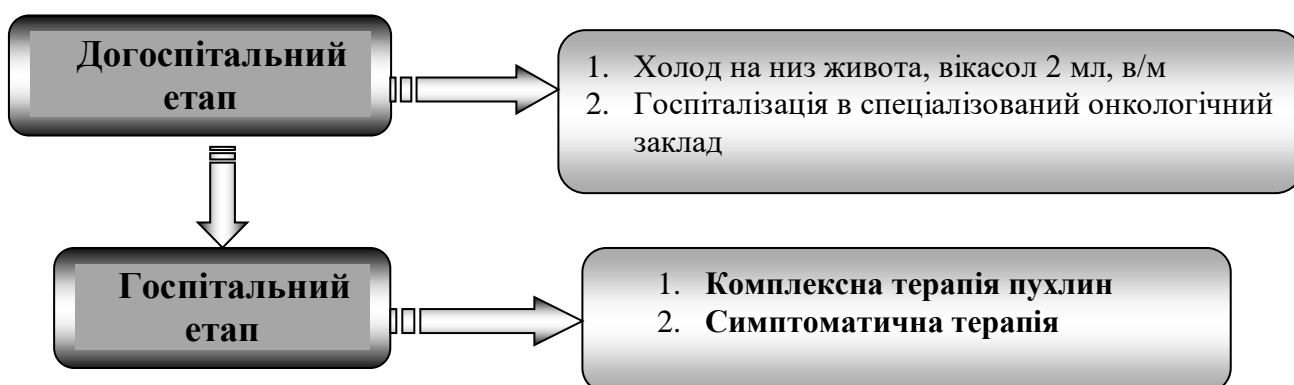 Догоспітальний
етап
1. Холод на низ живота, вікасол 2 мл, в/м
2. Госпіталізація в спеціалізований онкологічний
заклад
Госпітальний
етап
1. Комплексна терапія пухлин
2. Симптоматична терапія